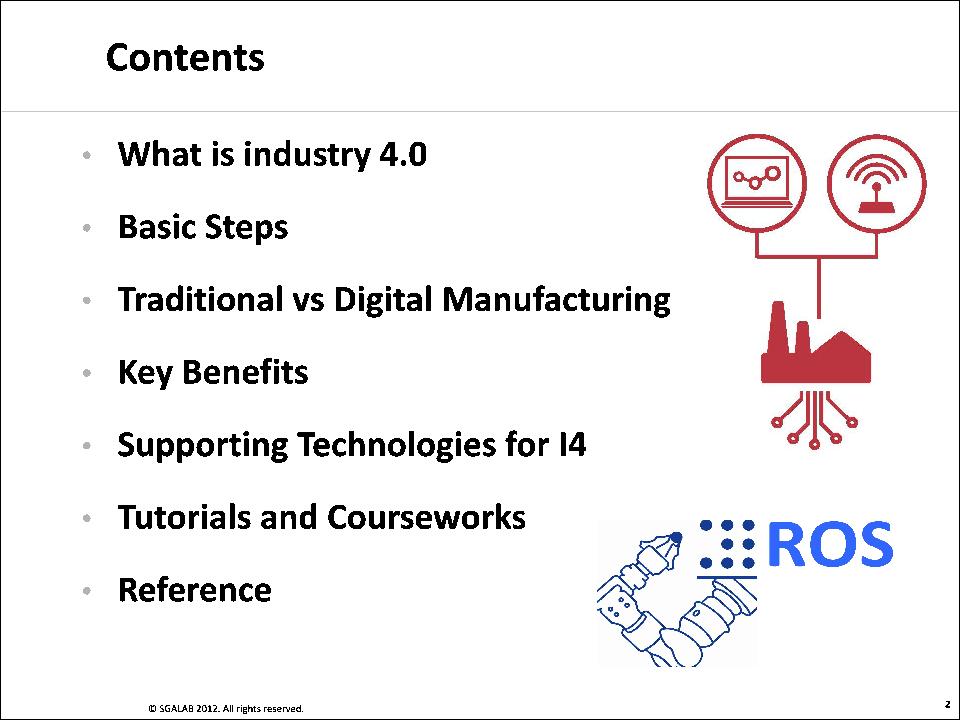 Contents
• What is industry 4.0
• Basic Steps
• Traditional vs Digital Manufacturing
• Key Benefits
• Supporting Technologies for I4
• Tutorials and Courseworks
• Reference
ROS
© SGALAB 2012. All rights reserved.
2